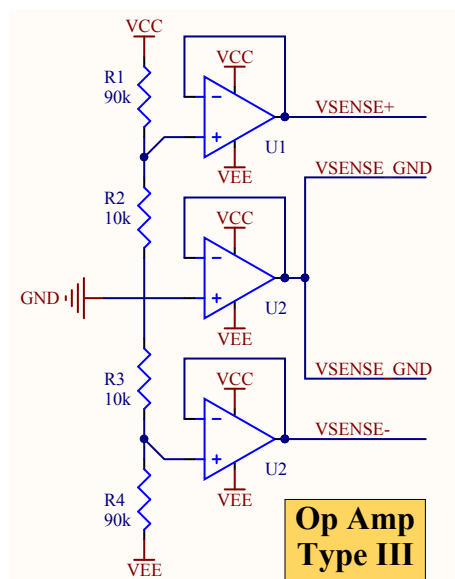 VCC
R1
90k
VCC
VEE
U1
VSENSE+
R2
10k
VSENSE_GND
VCC
GND
VEE
U2
VSENSE_GND
R3
10k
VCC
VEE
U2
VSENSE-
R4
90k
VEE
Op Amp
Type III